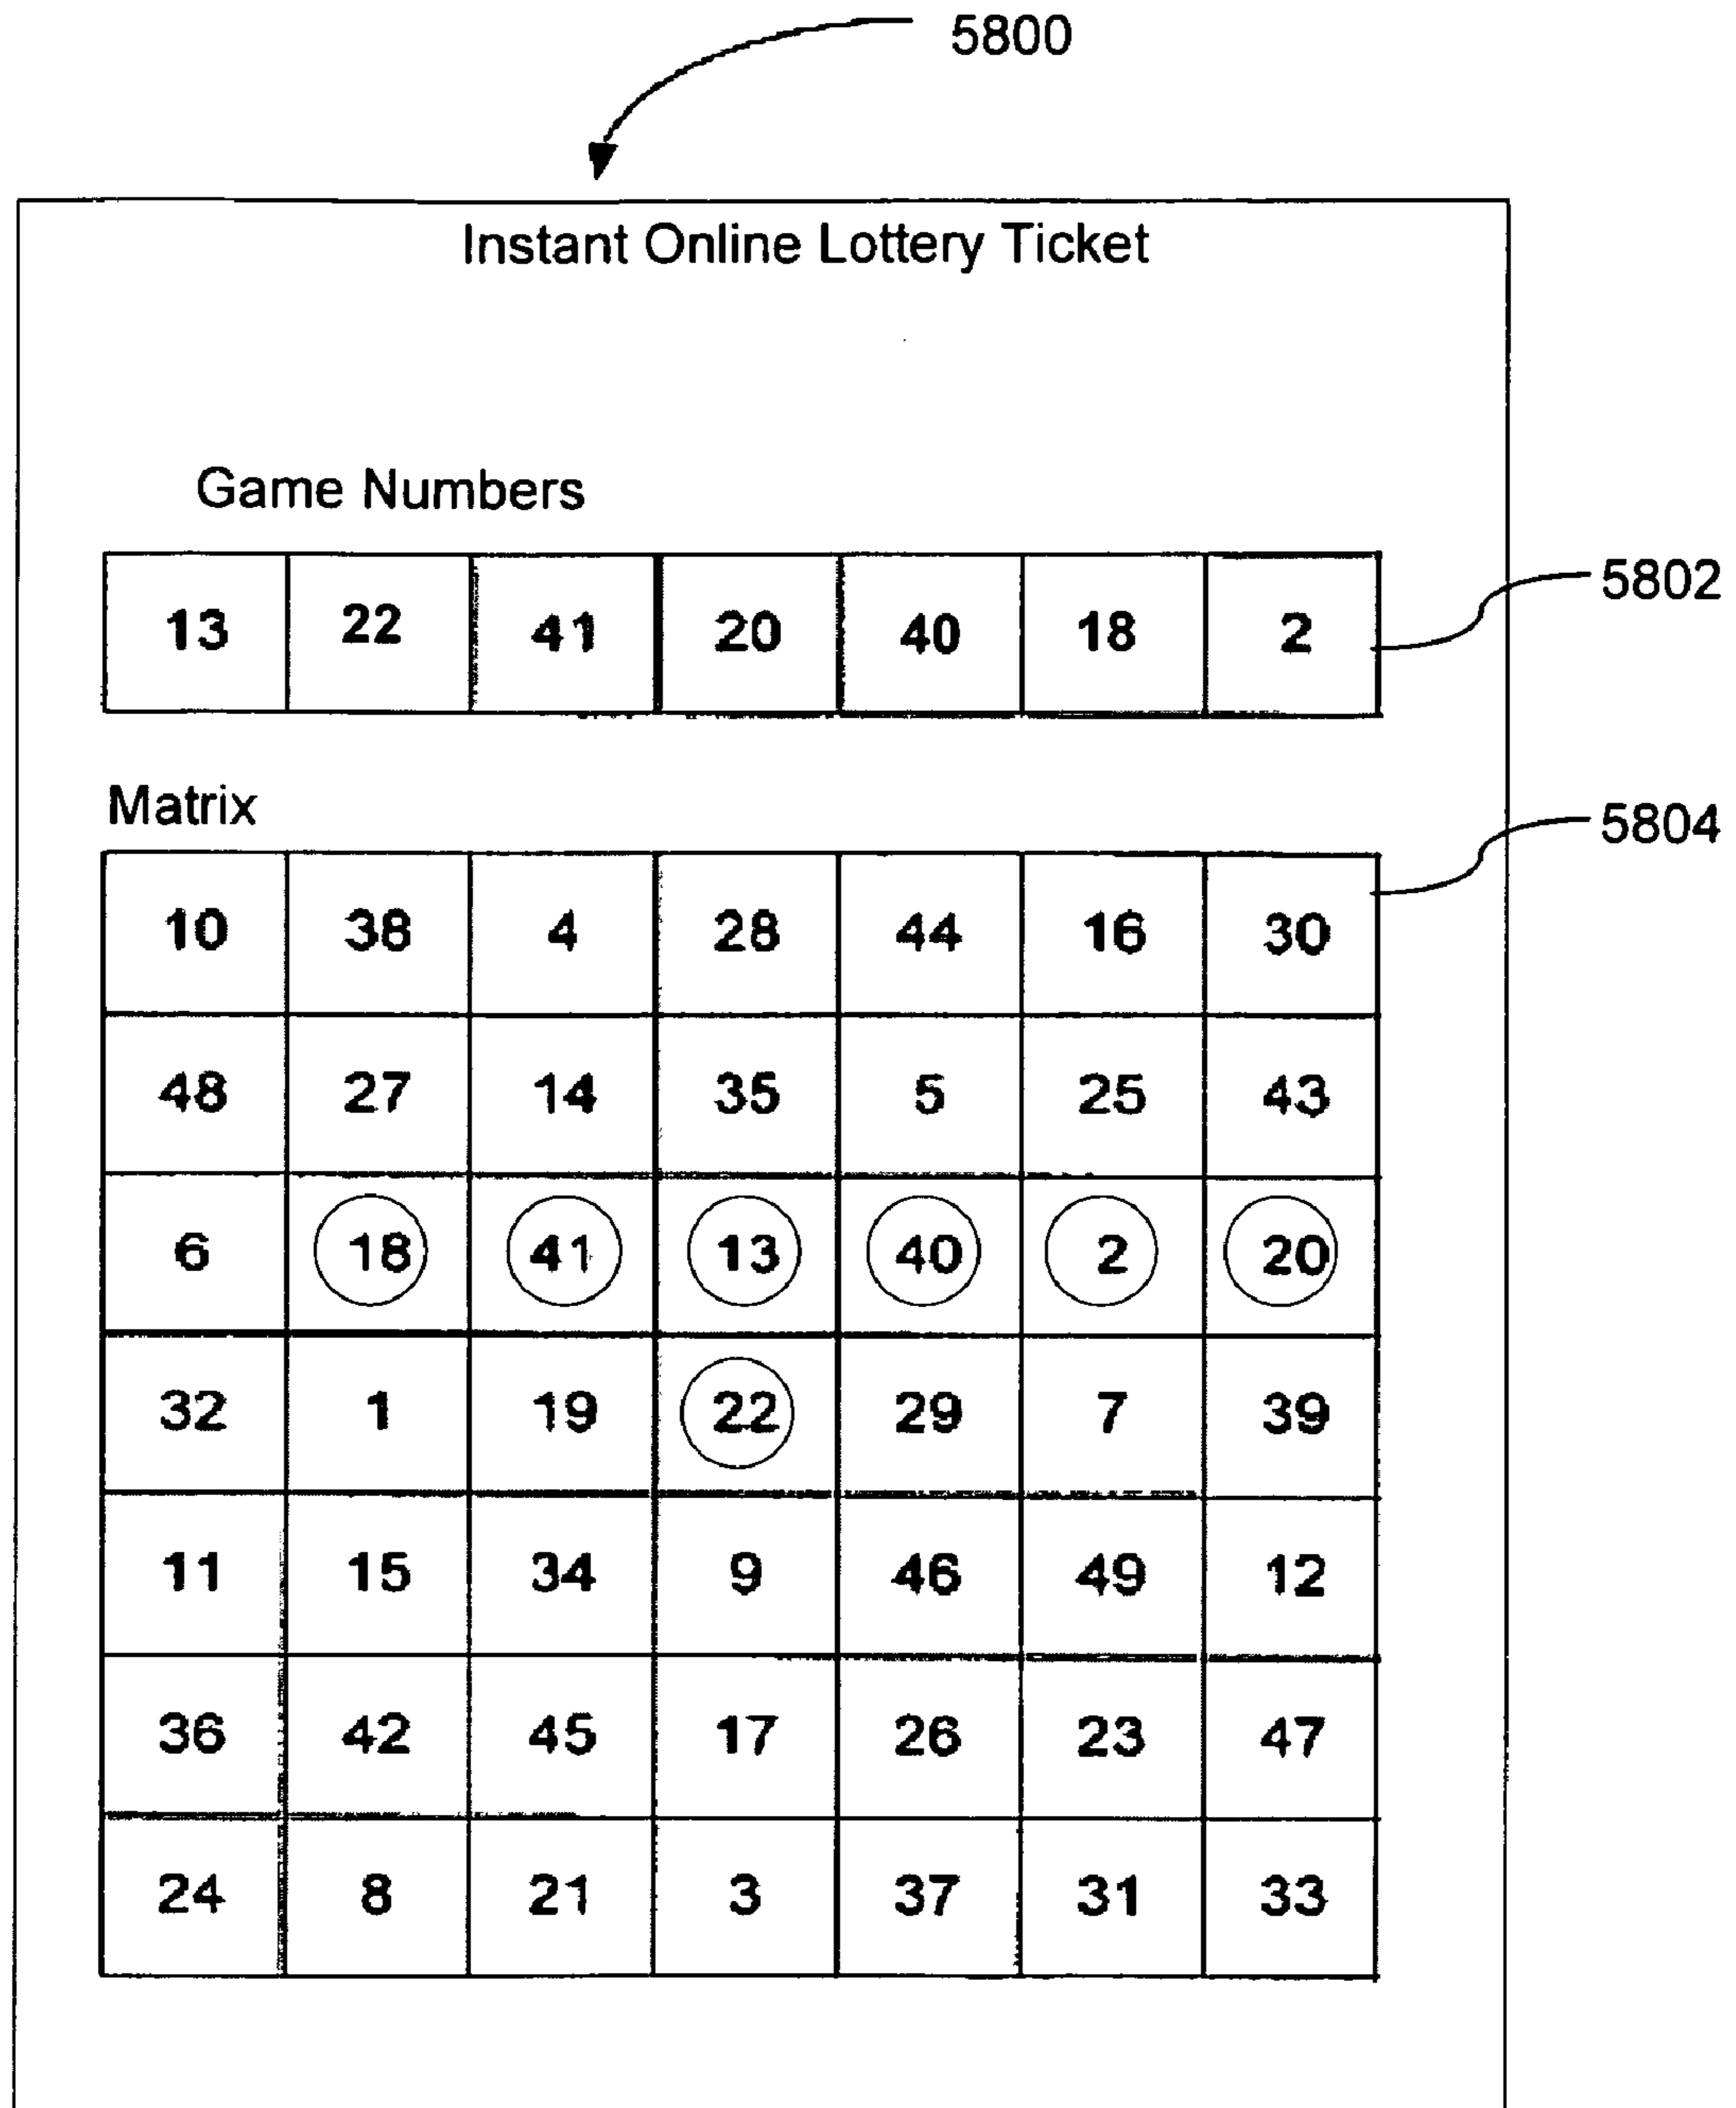 5800
Instant Online Lottery Ticket
Game Numbers
5802
13 22 41 20 40 18 2
Matrix
5804
10 38 4 28 44 16 30
48 27 14 35 5 25 43
6 18 41 13 40 2 20
32 1 19 22 29 7 39
11 15 34 9 46 49 12
36 42 45 17 26 23 47
24 8 21 3 37 31 33